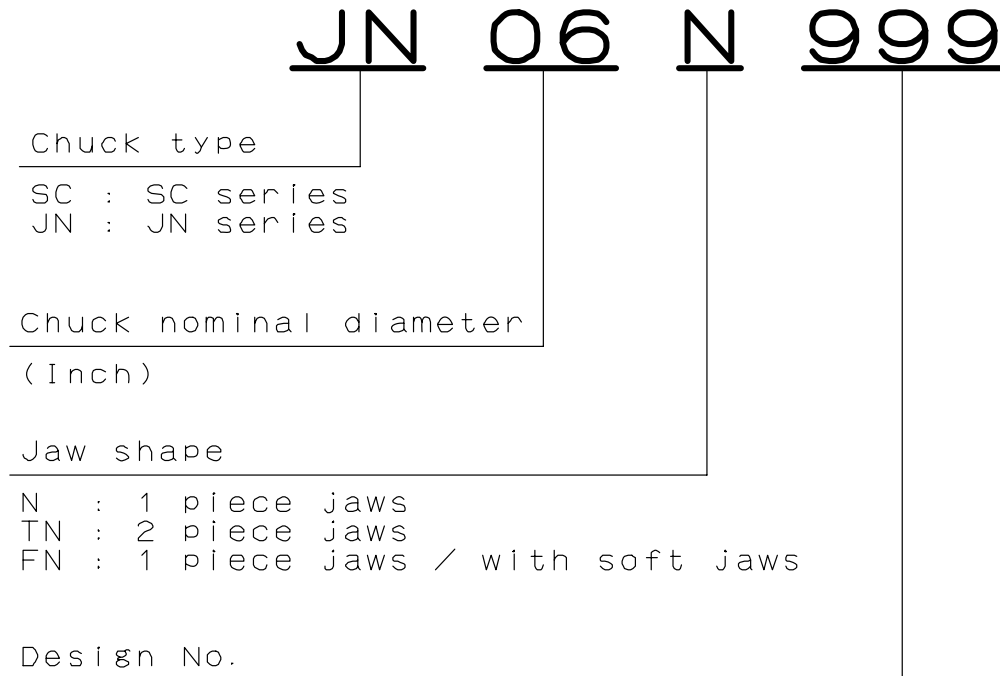 JN 06 N 999
Chuck type
SC : SC series
JN : JN series
Chuck nominal diameter
(Inch)
Jaw shape
N : 1 piece jaws
TN : 2 piece jaws
FN : 1 piece jaws / with soft jaws
Design No.